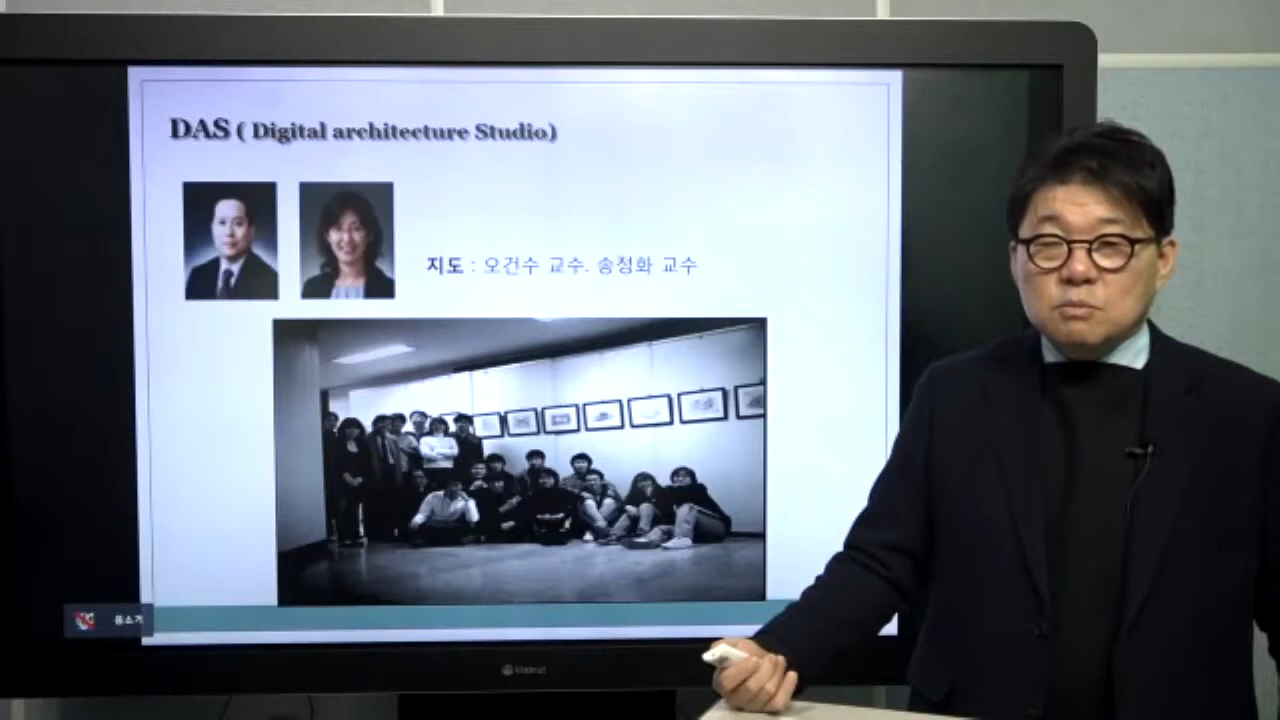 DAS ( Digital architecture Studio)
지도 : 오건수 교수. 송정화 교수